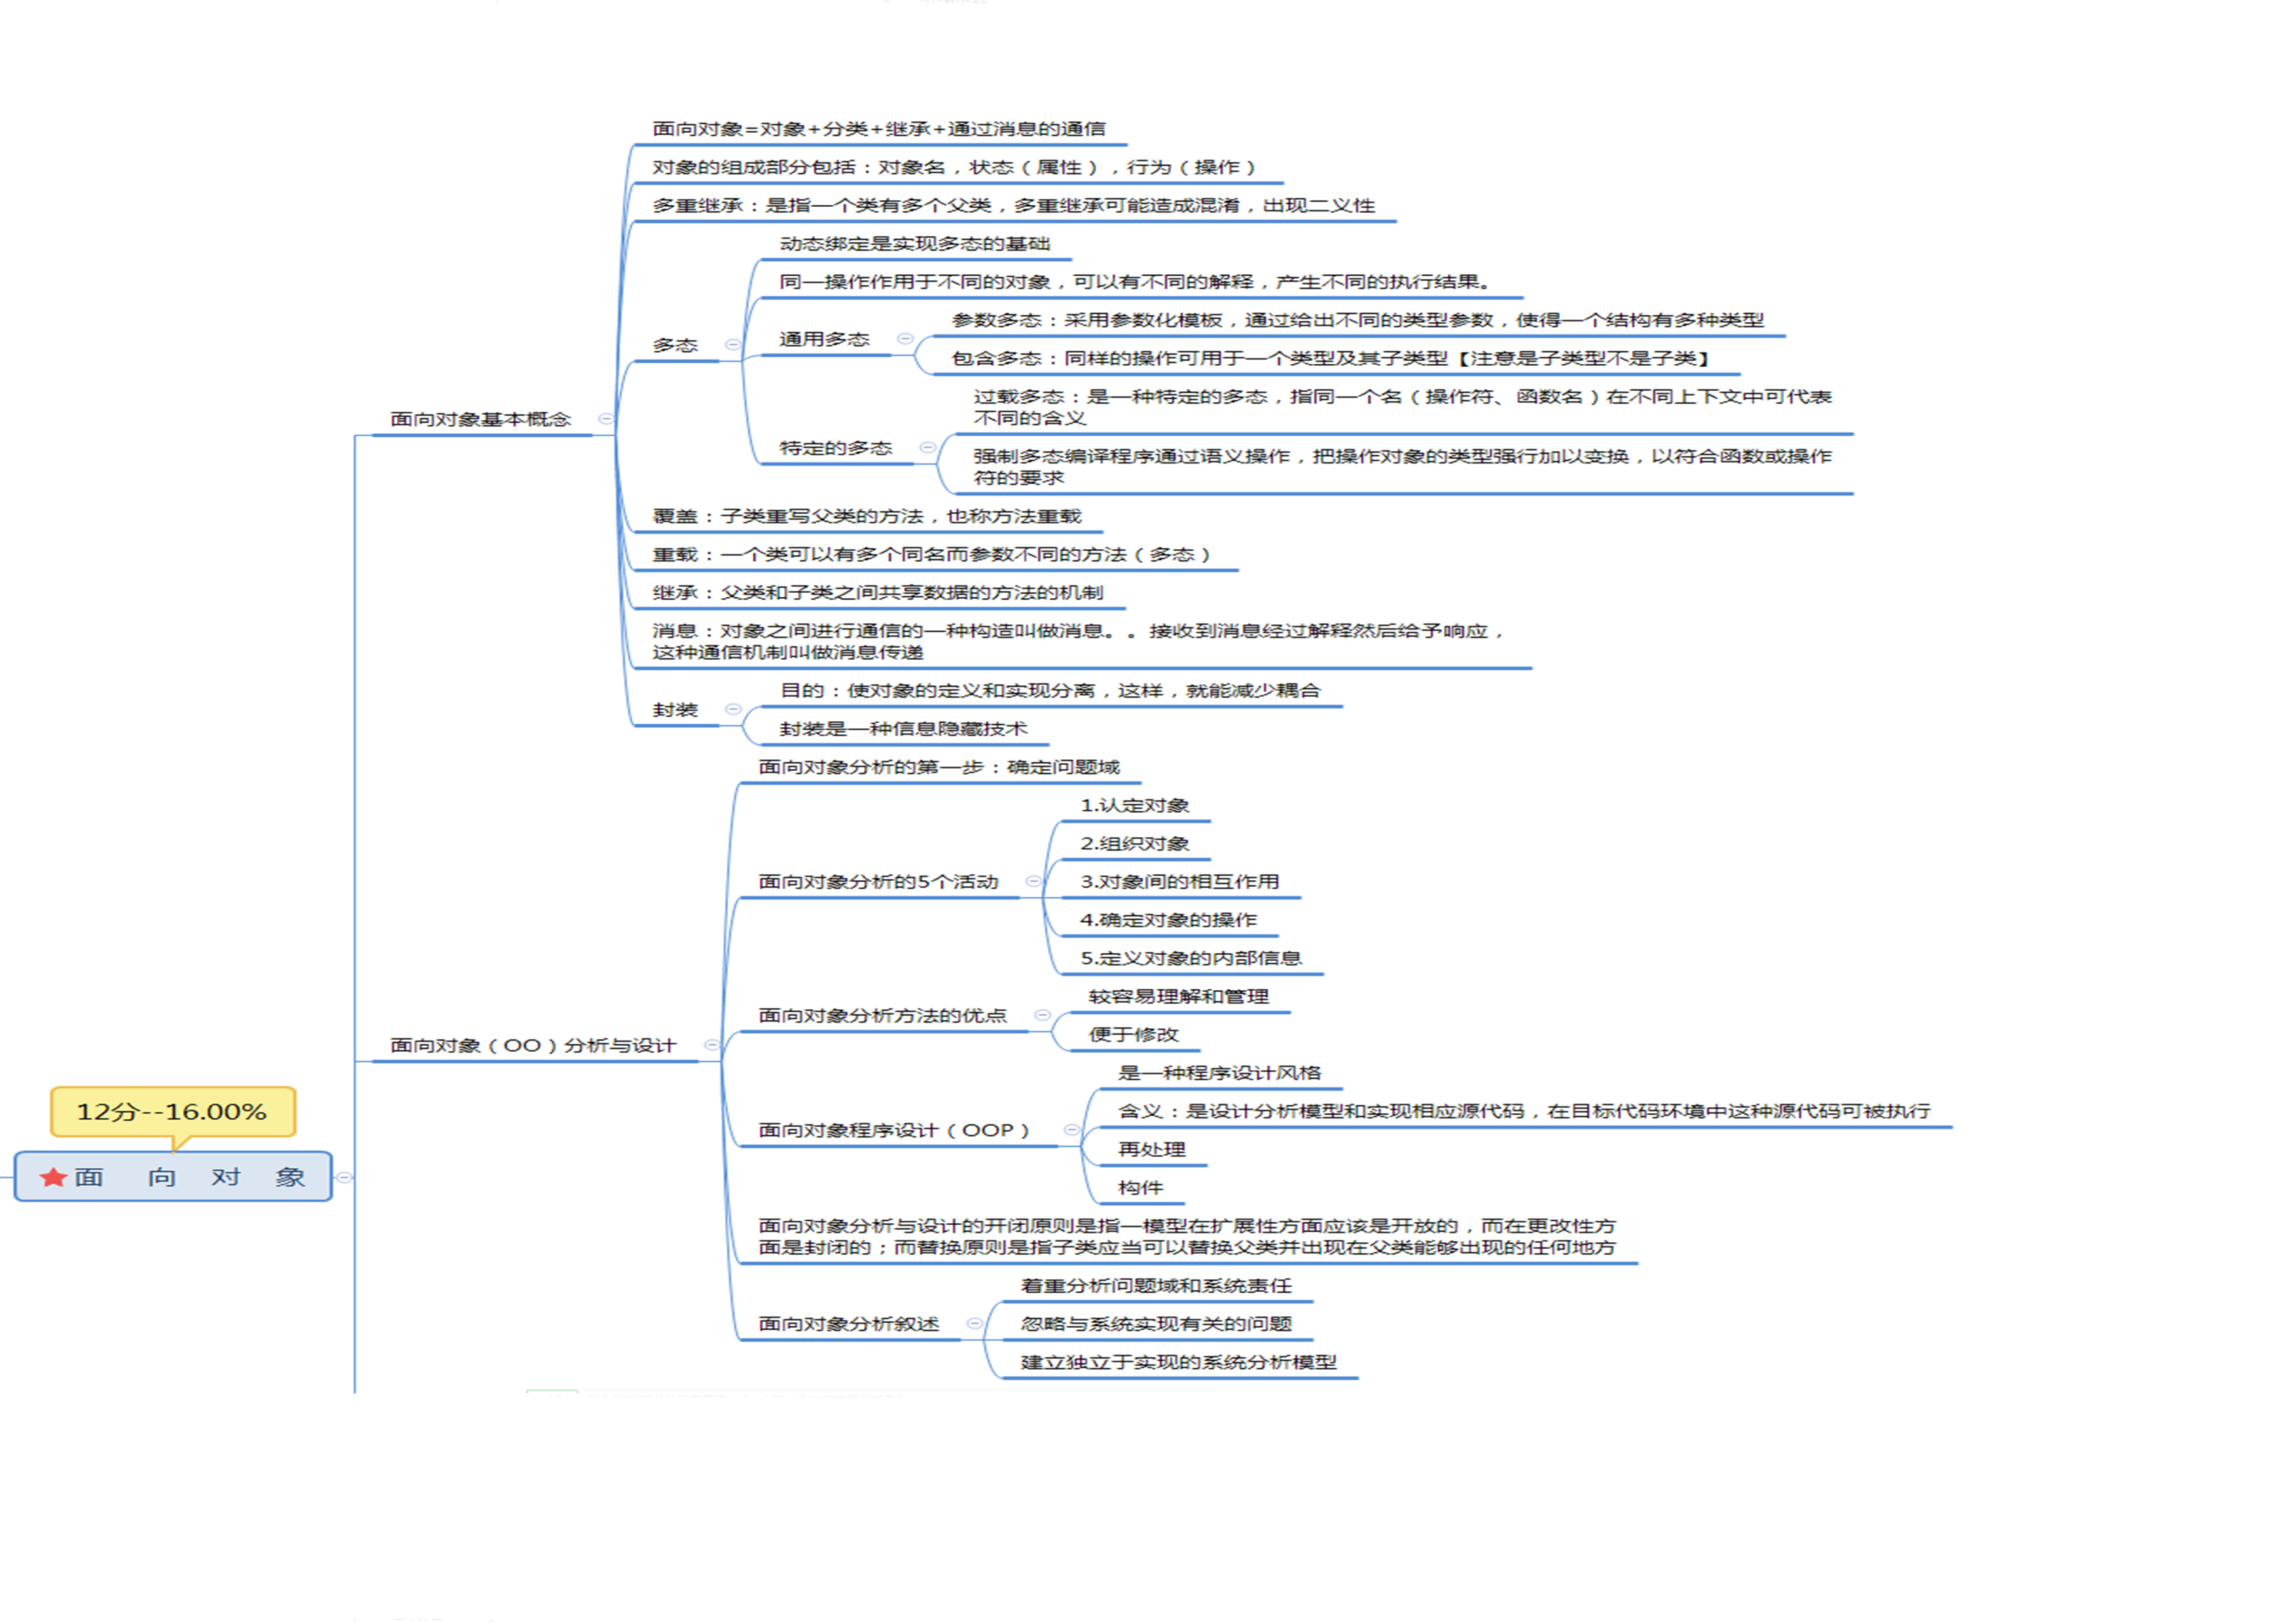 面向对象=对象+分类+继承+通过消息的通信
对象的组成部分包括：对象名，状态（属性），行为（操作）
多重继承：是指一个类有多个父类，多重继承可能造成混淆，出现二义性
动态绑定是实现多态的基础
同一操作作用于不同的对象，可以有不同的解释，产生不同的执行结果。
多态
通用多态
参数多态：采用参数化模板，通过给出不同的类型参数，使得一个结构有多种类型
包含多态：同样的操作可用于一个类型及其子类型【注意是子类型不是子类】
面向对象基本概念
特定的多态
过载多态：是一种特定的多态，指同一个名（操作符、函数名）在不同上下文中可代表
不同的含义
强制多态编译程序通过语义操作，把操作对象的类型强行加以变换，以符合函数或操作
符的要求
覆盖：子类重写父类的方法，也称方法重载
重载：一个类可以有多个同名而参数不同的方法（多态）
继承：父类和子类之间共享数据的方法的机制
消息：对象之间进行通信的一种构造叫做消息。。接收到消息经过解释然后给予响应，
这种通信机制叫做消息传递
封装
目的：使对象的定义和实现分离，这样，就能减少耦合
封装是一种信息隐藏技术
面向对象分析的第一步：确定问题域
面向对象分析的5个活动
1.认定对象
2.组织对象
3.对象间的相互作用
4.确定对象的操作
5.定义对象的内部信息
面向对象分析方法的优点
较容易理解和管理
便于修改
面向对象（OO）分析与设计
面向对象程序设计（OOP）
是一种程序设计风格
含义：是设计分析模型和实现相应源代码，在目标代码环境中这种源代码可被执行
再处理
构件
12分--16.00%
面 向 对 象
面向对象分析与设计的开闭原则是指一模型在扩展性方面应该是开放的，而在更改性方
面是封闭的；而替换原则是指子类应当可以替换父类并出现在父类能够出现的任何地方
面向对象分析叙述
着重分析问题域和系统责任
忽略与系统实现有关的问题
建立独立于实现的系统分析模型